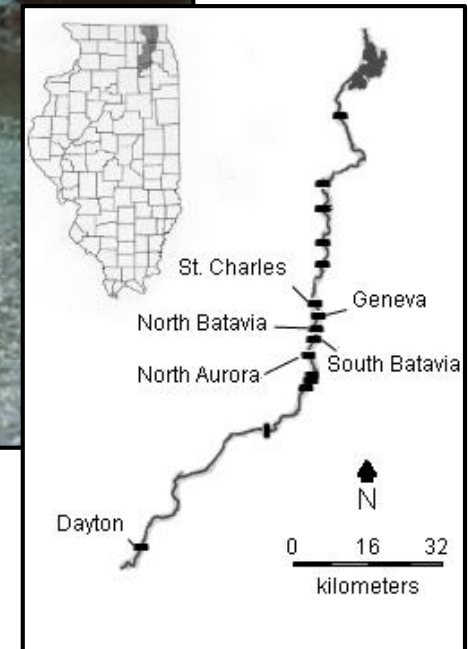 St. Charles
Geneva
North Batavia
South Batavia
North Aurora
Dayton
N
0 16 32
kilometers